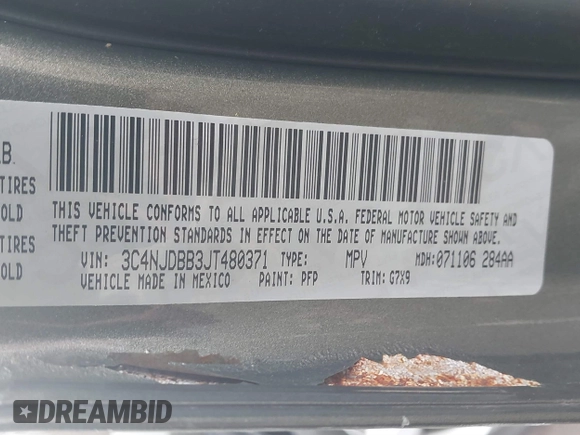 .B.
TIRES
OLD
TIRES
OLD
THIS VEHICLE CONFORMS TO ALL APPLICABLE U.S.A. FEDERAL MOTOR VEHICLE SAFETY AND
THEFT PREVENTION STANDARDS IN EFFECT ON THE DATE OF MANUFACTURE SHOWN ABOVE.
VIN: 3C4NJDBB3JT480371 TYPE: MPV MDH:071106 284AA
VEHICLE MADE IN MEXICO PAINT: PFP TRIM: G7X9
DREAMBID